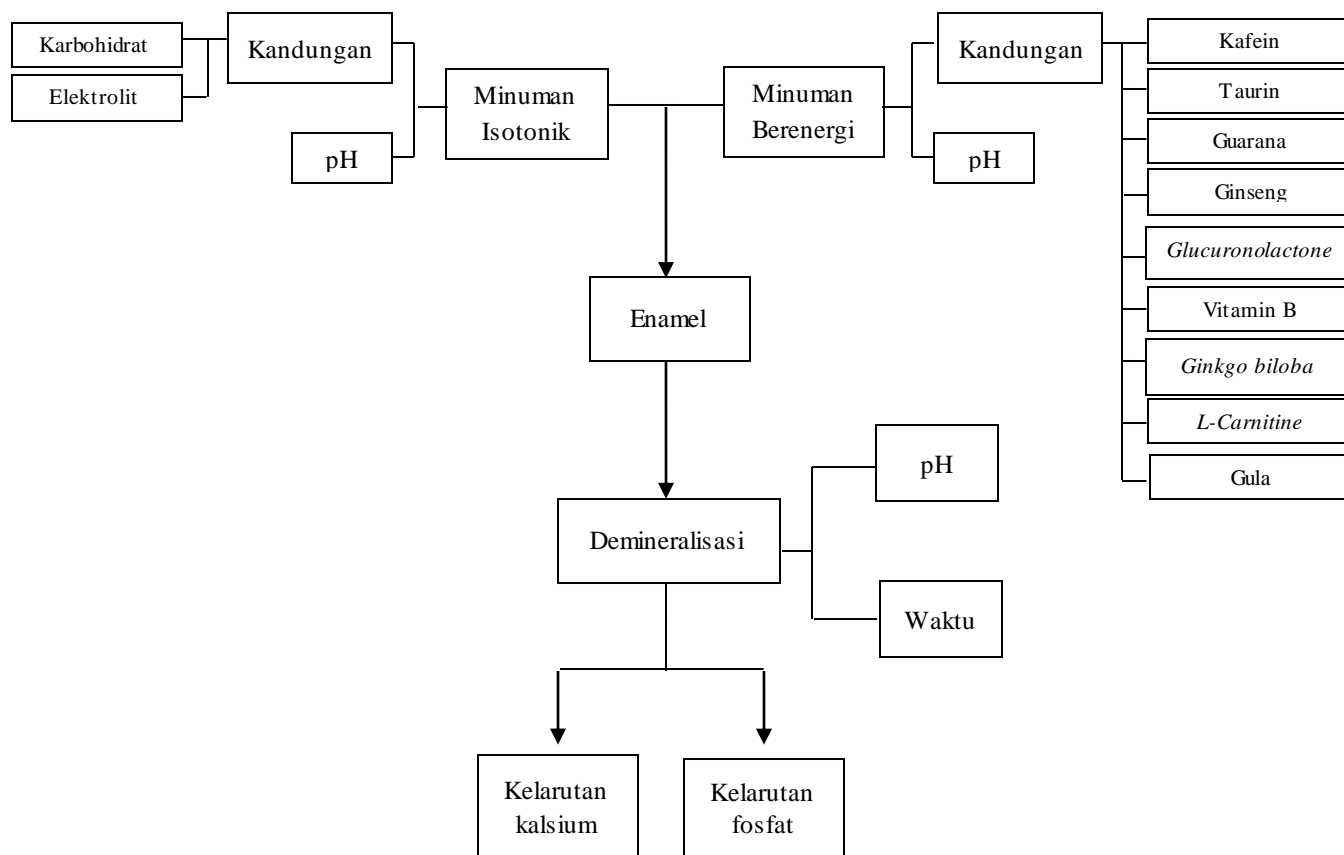 Karbohidrat
Elektrolit
Kandungan
pH
Minuman
Isotonik
Minuman
Berenergi
Kandungan
pH
Kafein
Taurin
Guarana
Ginseng
Glucuronolactone
Vitamin B
Ginkgo biloba
L-Carnitine
Gula
Enamel
Demineralisasi
pH
Waktu
Kelarutan
kalsium
Kelarutan
fosfat